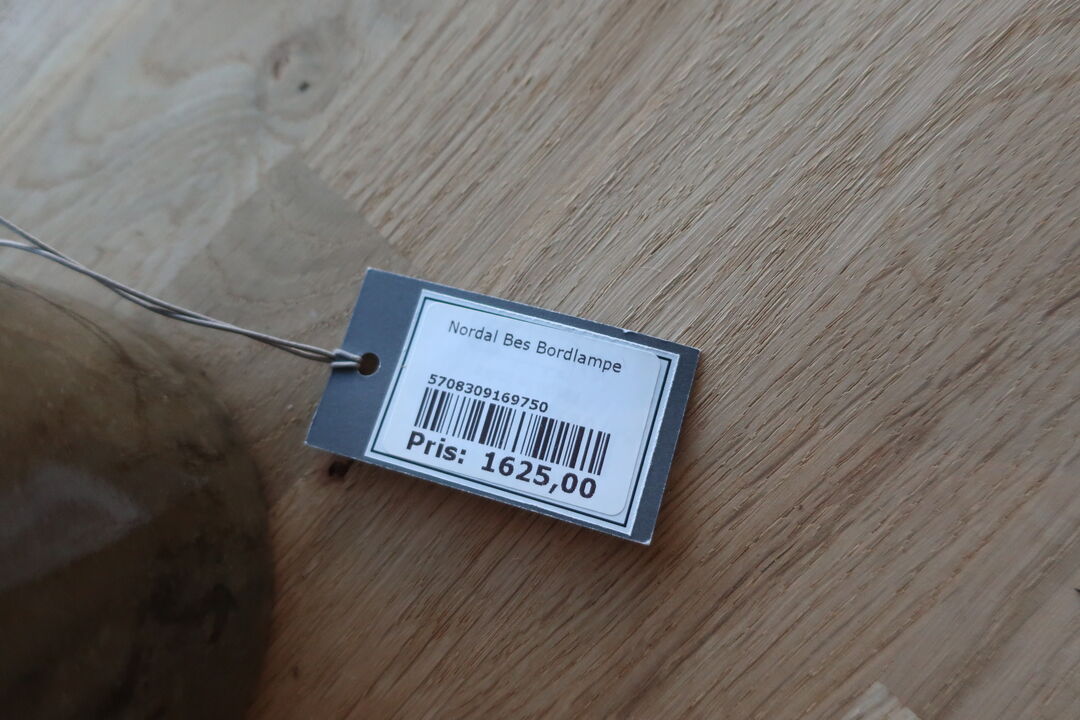 Nordal Bes Bordlampe
5708309169750
Pris: 1625,00